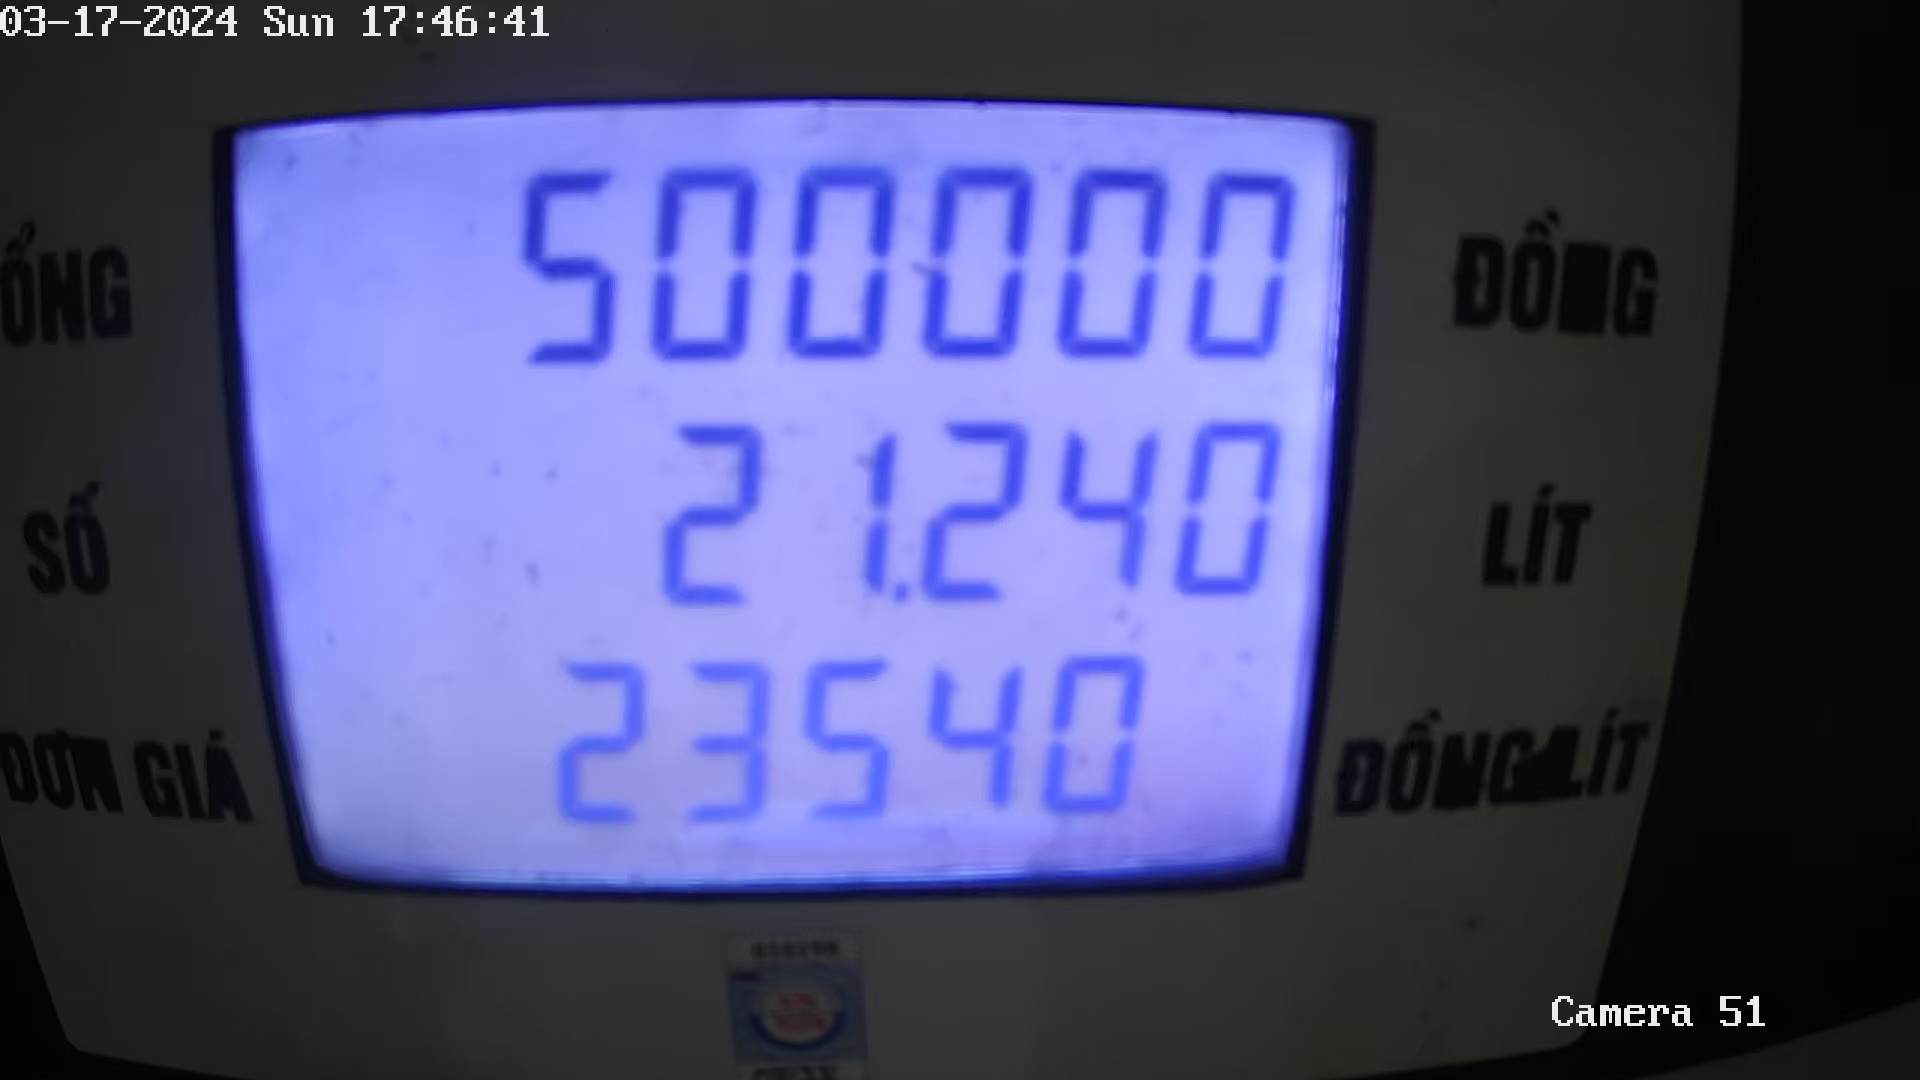 03-17-2024 Sun 17:46:41
ỐNG 500000 ĐỒNG
SỐ 21.240 LÍT
ĐƠN GIÁ 23540 ĐỒNG/LÍT
Camera 51